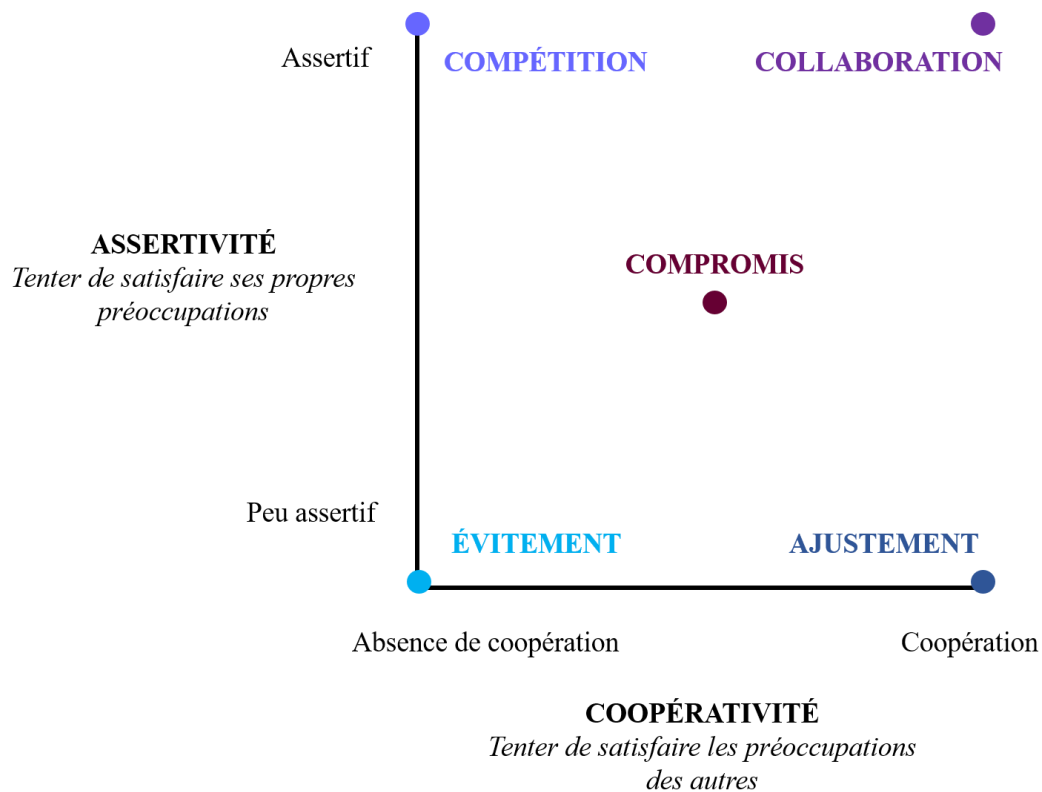 Assertif
COMPÉTITION
COLLABORATION
ASSERTIVITÉ
Tenter de satisfaire ses propres
préoccupations
COMPROMIS
Peu assertif
ÉVITEMENT
AJUSTEMENT
Absence de coopération
Coopération
COOPÉRATIVITÉ
Tenter de satisfaire les préoccupations
des autres